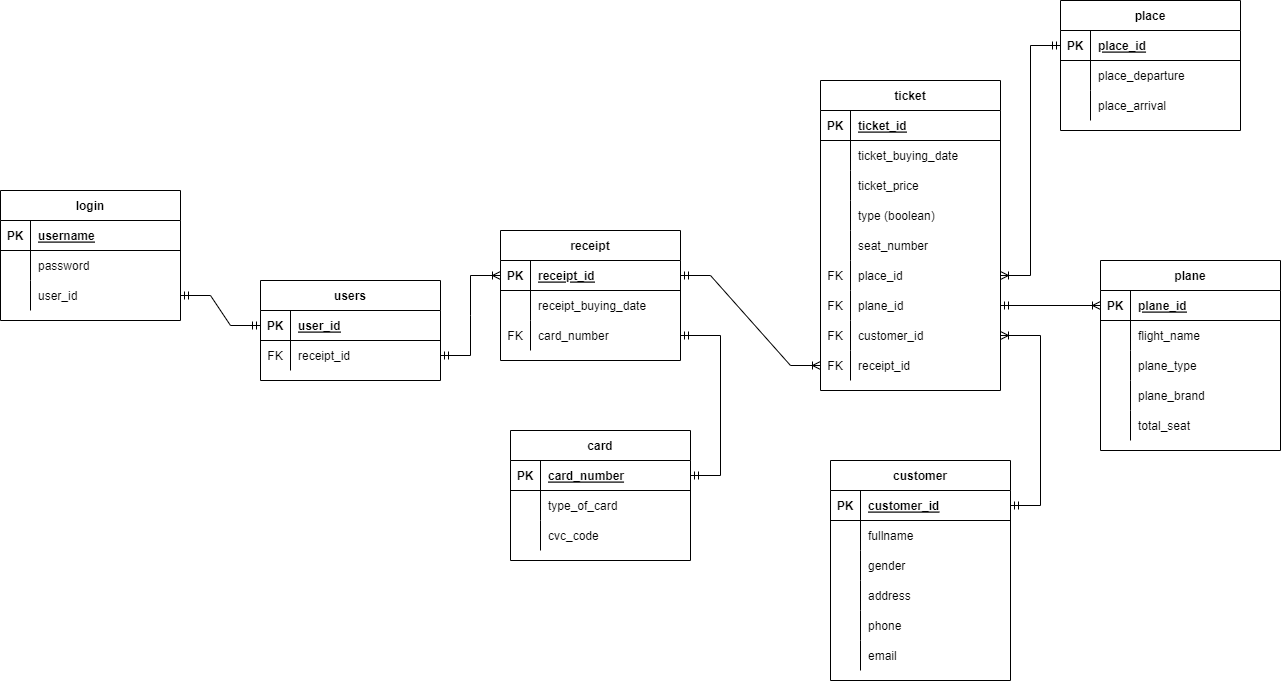 login
PK username
password
user_id
users
PK user_id
FK receipt_id
receipt
PK receipt_id
receipt_buying_date
FK card_number
card
PK card_number
type_of_card
cvc_code
ticket
PK ticket_id
ticket_buying_date
ticket_price
type (boolean)
seat_number
FK place_id
FK plane_id
FK customer_id
FK receipt_id
customer
PK customer_id
fullname
gender
address
phone
email
place
PK place_id
place_departure
place_arrival
plane
PK plane_id
flight_name
plane_type
plane_brand
total_seat